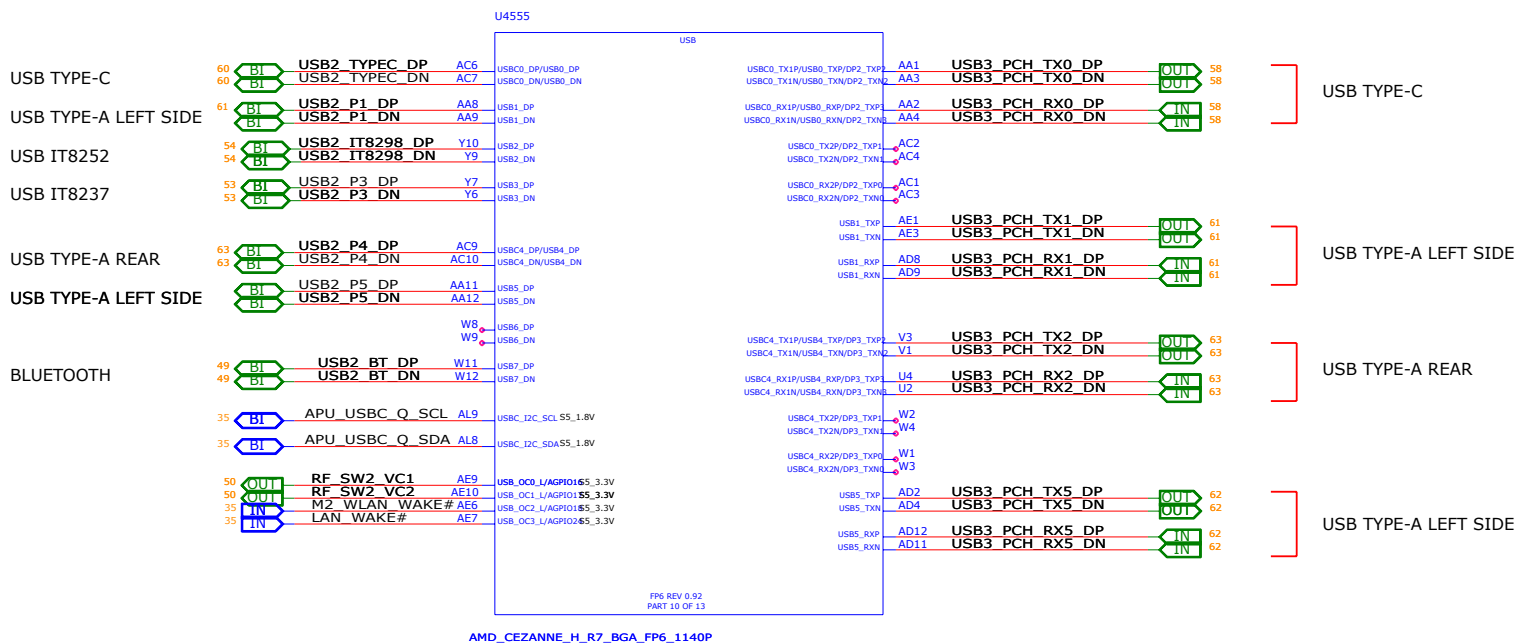 U4555
USB
USB TYPE-C
60 BI USB2_TYPEC_DP AC6 USBC0_DP/USB0_DP
60 BI USB2_TYPEC_DN AC7 USBC0_DN/USB0_DN
USB TYPE-A LEFT SIDE
61 BI USB2_P1_DP AA8 USB1_DP
BI USB2_P1_DN AA9 USB1_DN
USB IT8252
54 BI USB2_IT8298_DP Y10 USB2_DP
54 BI USB2_IT8298_DN Y9 USB2_DN
USB IT8237
53 BI USB2_P3_DP Y7 USB3_DP
53 BI USB2_P3_DN Y6 USB3_DN
USB TYPE-A REAR
63 BI USB2_P4_DP AC9 USBC4_DP/USB4_DP
63 BI USB2_P4_DN AC10 USBC4_DN/USB4_DN
USB TYPE-A LEFT SIDE
BI USB2_P5_DP AA11 USB5_DP
BI USB2_P5_DN AA12 USB5_DN
W8 USB6_DP
W9 USB6_DN
BLUETOOTH
49 BI USB2_BT_DP W11 USB7_DP
49 BI USB2_BT_DN W12 USB7_DN
35 BI APU_USBC_Q_SCL AL9 USBC_I2C_SCL S5_1.8V
35 BI APU_USBC_Q_SDA AL8 USBC_I2C_SDA S5_1.8V
50 OUT RF_SW2_VC1 AE9 USB_OC0_L/AGPIO16 S5_3.3V
50 OUT RF_SW2_VC2 AE10 USB_OC1_L/AGPIO17 S5_3.3V
35 IN M2_WLAN_WAKE# AE6 USB_OC2_L/AGPIO18 S5_3.3V
35 IN LAN_WAKE# AE7 USB_OC3_L/AGPIO24 S5_3.3V
USBC0_TX1P/USB0_TXP/DP2_TXP2 AA1 USB3_PCH_TX0_DP OUT 58
USBC0_TX1N/USB0_TXN/DP2_TXN2 AA3 USB3_PCH_TX0_DN OUT 58
USB TYPE-C
USBC0_RX1P/USB0_RXP/DP2_TXP3 AA2 USB3_PCH_RX0_DP IN 58
USBC0_RX1N/USB0_RXN/DP2_TXN3 AA4 USB3_PCH_RX0_DN IN 58
USBC0_TX2P/DP2_TXP1 AC2
USBC0_TX2N/DP2_TXN1 AC4
USBC0_RX2P/DP2_TXP0 AC1
USBC0_RX2N/DP2_TXN0 AC3
USB1_TXP AE1 USB3_PCH_TX1_DP OUT 61
USB1_TXN AE3 USB3_PCH_TX1_DN OUT 61
USB TYPE-A LEFT SIDE
USB1_RXP AD8 USB3_PCH_RX1_DP IN 61
USB1_RXN AD9 USB3_PCH_RX1_DN IN 61
USBC4_TX1P/USB4_TXP/DP3_TXP2 V3 USB3_PCH_TX2_DP OUT 63
USBC4_TX1N/USB4_TXN/DP3_TXN2 V1 USB3_PCH_TX2_DN OUT 63
USB TYPE-A REAR
USBC4_RX1P/USB4_RXP/DP3_TXP3 U4 USB3_PCH_RX2_DP IN 63
USBC4_RX1N/USB4_RXN/DP3_TXN3 U2 USB3_PCH_RX2_DN IN 63
USBC4_TX2P/DP3_TXP1 W2
USBC4_TX2N/DP3_TXN1 W4
USBC4_RX2P/DP3_TXP0 W1
USBC4_RX2N/DP3_TXN0 W3
USB5_TXP AD2 USB3_PCH_TX5_DP OUT 62
USB5_TXN AD4 USB3_PCH_TX5_DN OUT 62
USB TYPE-A LEFT SIDE
USB5_RXP AD12 USB3_PCH_RX5_DP IN 62
USB5_RXN AD11 USB3_PCH_RX5_DN IN 62
FP6 REV 0.92
PART 10 OF 13
AMD_CEZANNE_H_R7_BGA_FP6_1140P